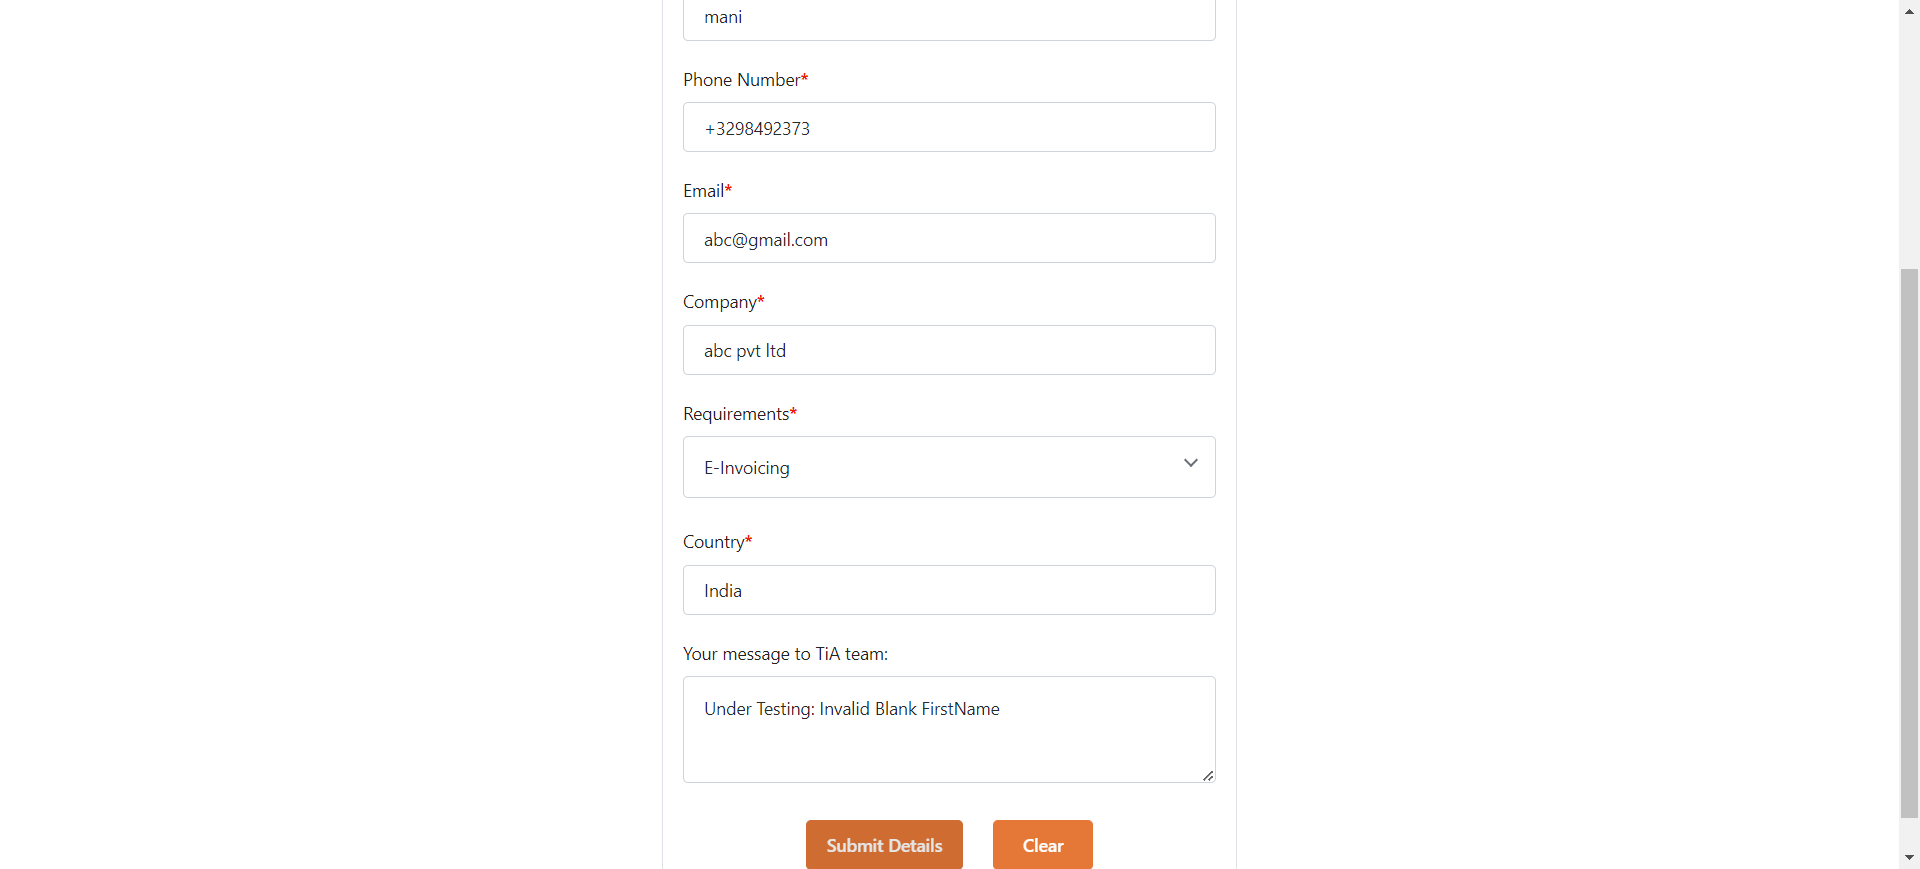 mani
Phone Number*
+3298492373
Email*
abc@gmail.com
Company*
abc pvt ltd
Requirements*
E-Invoicing
Country*
India
Your message to TiA team:
Under Testing: Invalid Blank FirstName
Submit Details
Clear